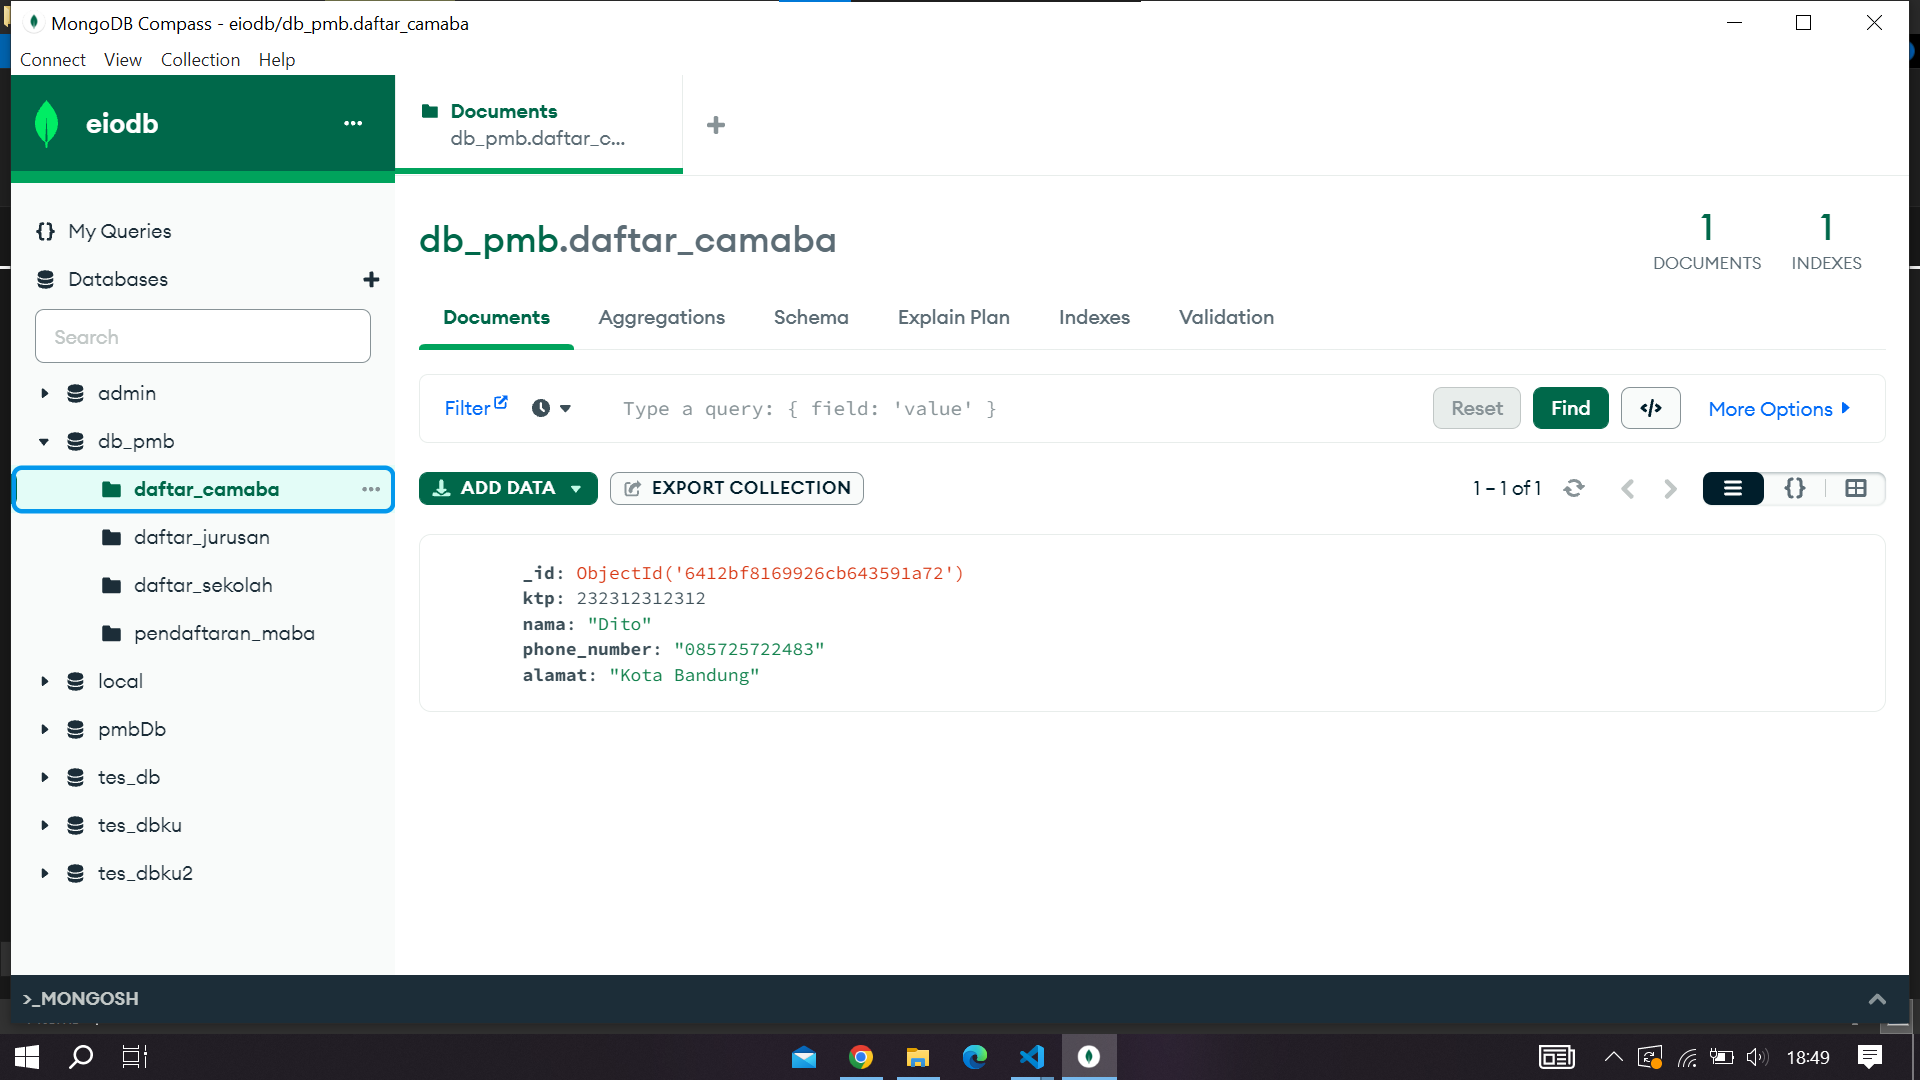 MongoDB Compass - eiodb/db_pmb.daftar_camaba
Connect View Collection Help
eiodb
Documents
db_pmb.daftar_c...
My Queries
Databases
Search
admin
db_pmb
daftar_camaba
daftar_jurusan
daftar_sekolah
pendaftaran_maba
local
pmbDb
tes_db
tes_dbku
tes_dbku2
db_pmb.daftar_camaba
1 DOCUMENTS
1 INDEXES
Documents Aggregations Schema Explain Plan Indexes Validation
Filter Type a query: { field: 'value' } Reset Find </> More Options
ADD DATA EXPORT COLLECTION 1 – 1 of 1 {}
_id: ObjectId('6412bf8169926cb643591a72')
ktp: 232312312312
nama: "Dito"
phone_number: "085725722483"
alamat: "Kota Bandung"
>_MONGOSH
18:49